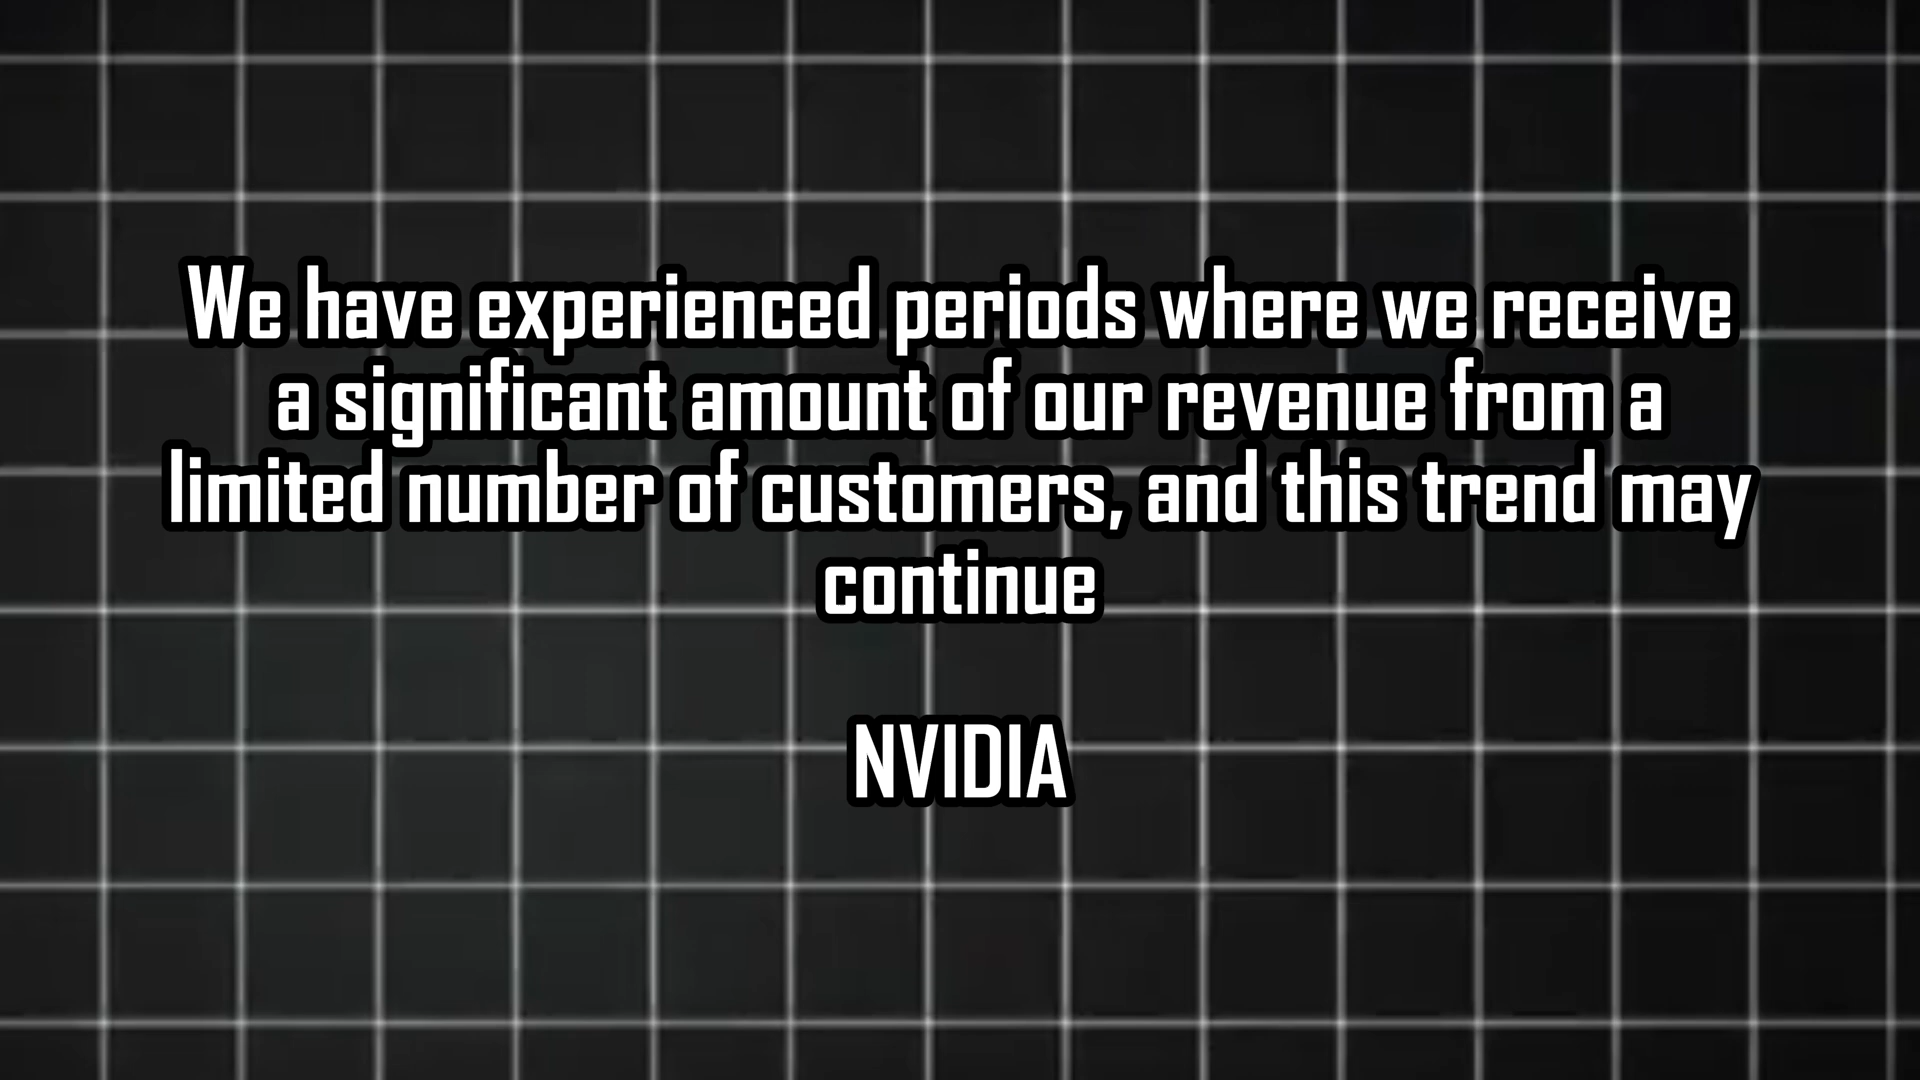 We have experienced periods where we receive
a significant amount of our revenue from a
limited number of customers, and this trend may
continue
NVIDIA